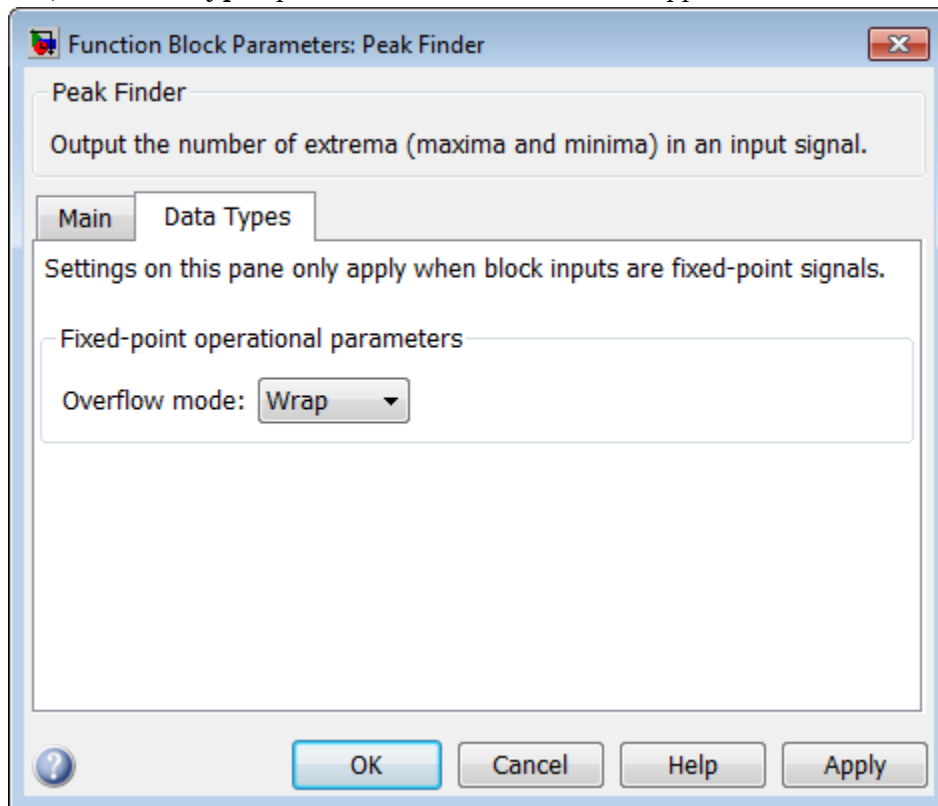 Function Block Parameters: Peak Finder
Peak Finder
Output the number of extrema (maxima and minima) in an input signal.
Main Data Types
Settings on this pane only apply when block inputs are fixed-point signals.
Fixed-point operational parameters
Overflow mode: Wrap
? OK Cancel Help Apply